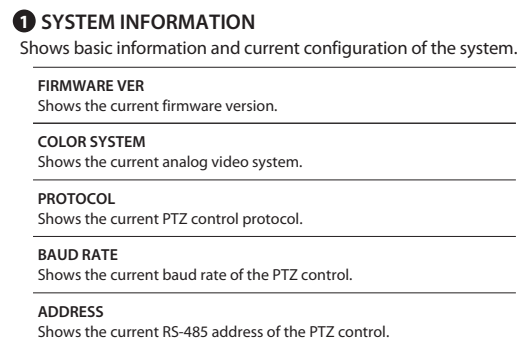 ❶ SYSTEM INFORMATION
Shows basic information and current configuration of the system.
FIRMWARE VER
Shows the current firmware version.
COLOR SYSTEM
Shows the current analog video system.
PROTOCOL
Shows the current PTZ control protocol.
BAUD RATE
Shows the current baud rate of the PTZ control.
ADDRESS
Shows the current RS-485 address of the PTZ control.